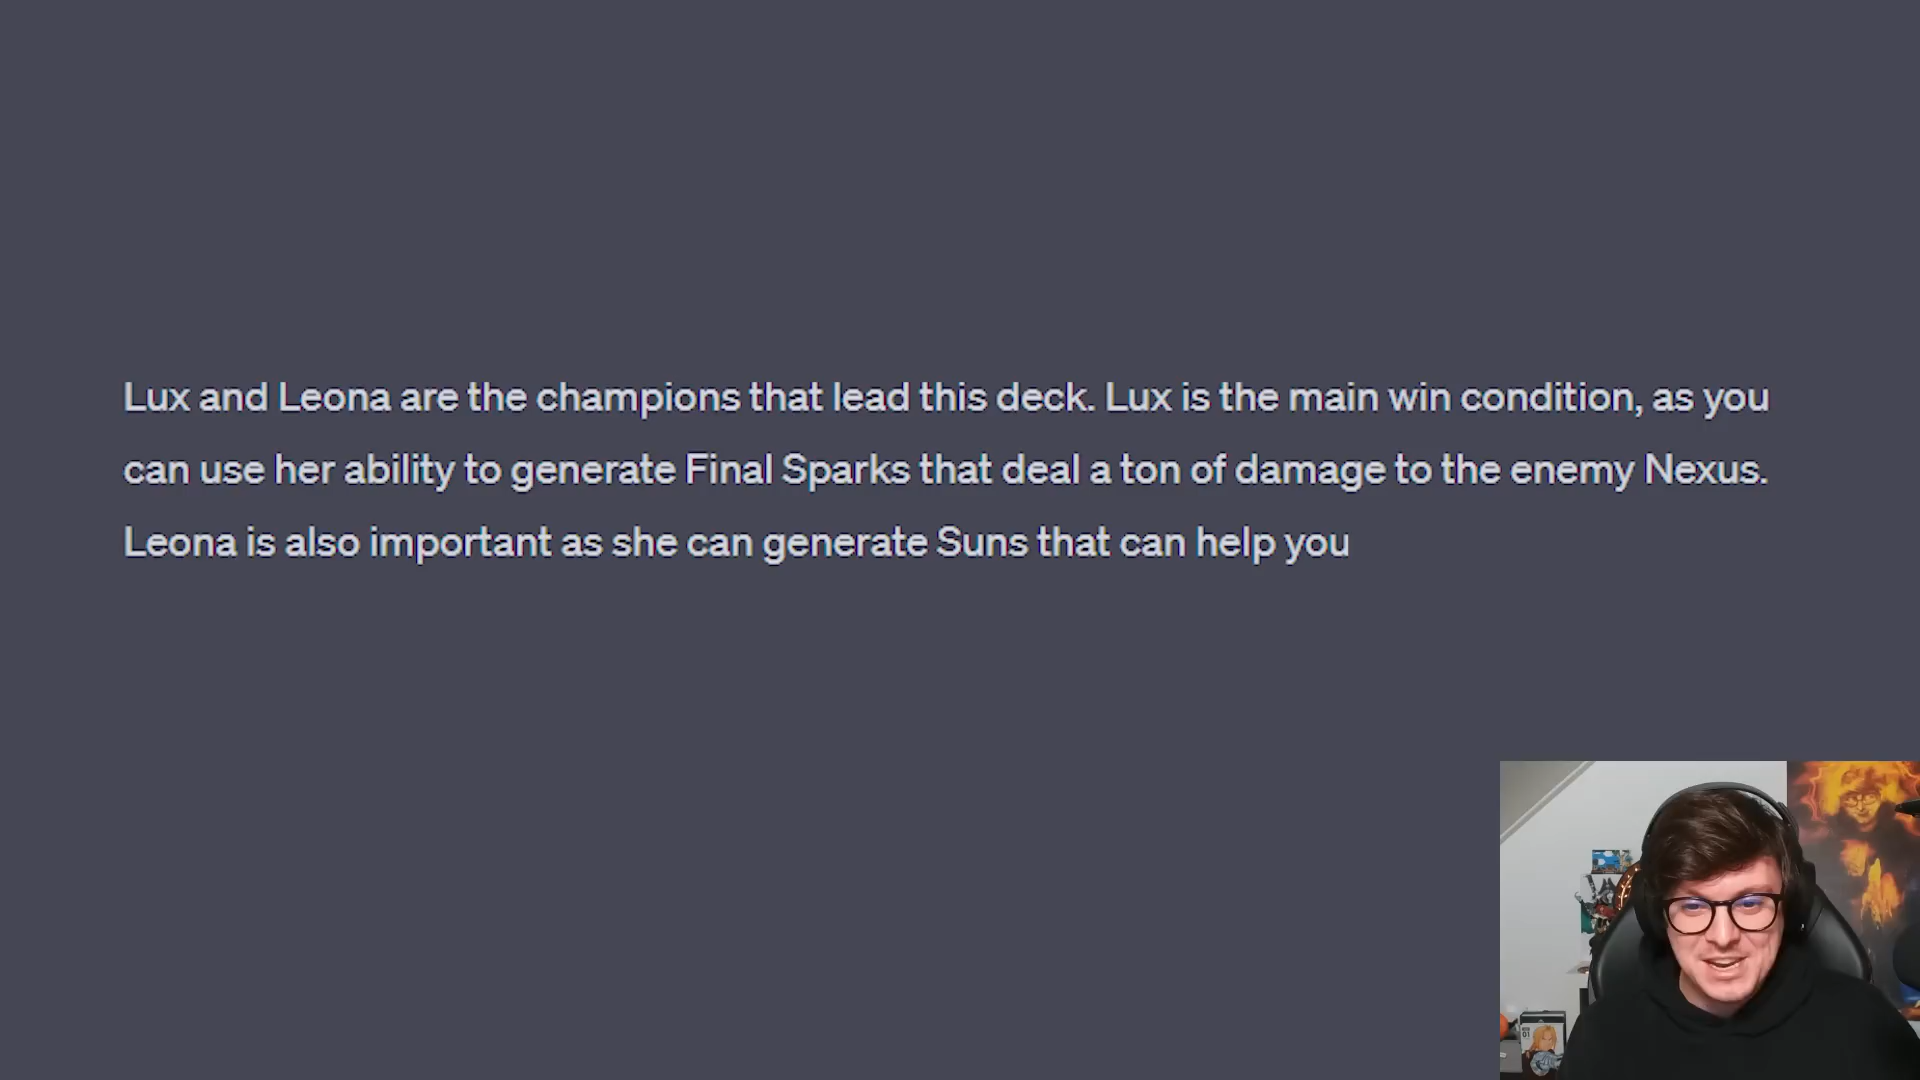 Lux and Leona are the champions that lead this deck. Lux is the main win condition, as you
can use her ability to generate Final Sparks that deal a ton of damage to the enemy Nexus.
Leona is also important as she can generate Suns that can help you
01